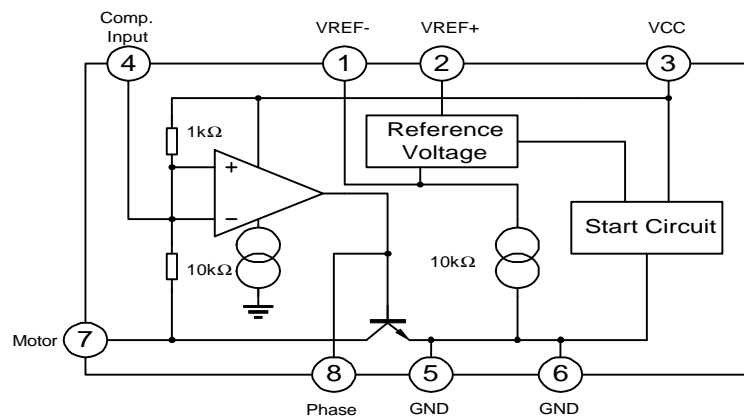 Comp.
Input
VREF-
VREF+
VCC
4
1
2
3
1kΩ
Reference
Voltage
+
−
Start Circuit
10kΩ
10kΩ
Motor
7
8
5
6
Phase
GND
GND